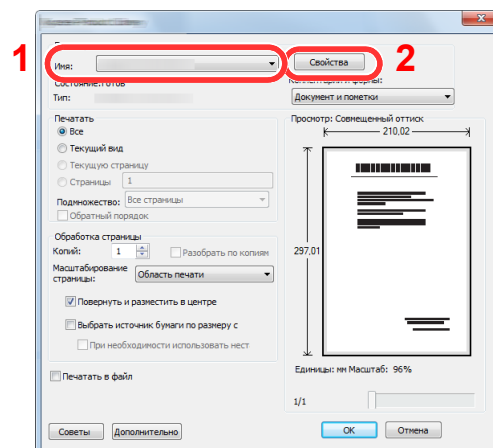 1
Имя:
Свойства
2
Состояние:Готов
Комментарии и формы:
Тип:
Документ и пометки
Печатать
Все
Текущий вид
Текущую страницу
Страницы
1
Подмножество:
Все страницы
Обратный порядок
Просмотр: Совмещенный оттиск
210,02
297,01
Обработка страницы
Копий:
1
Разобрать по копиям
Масштабирование
страницы:
Область печати
Повернуть и разместить в центре
Выбрать источник бумаги по размеру с
При необходимости использовать нест
Печатать в файл
Единицы: мм Масштаб: 96%
1/1
Советы
Дополнительно
OK
Отмена